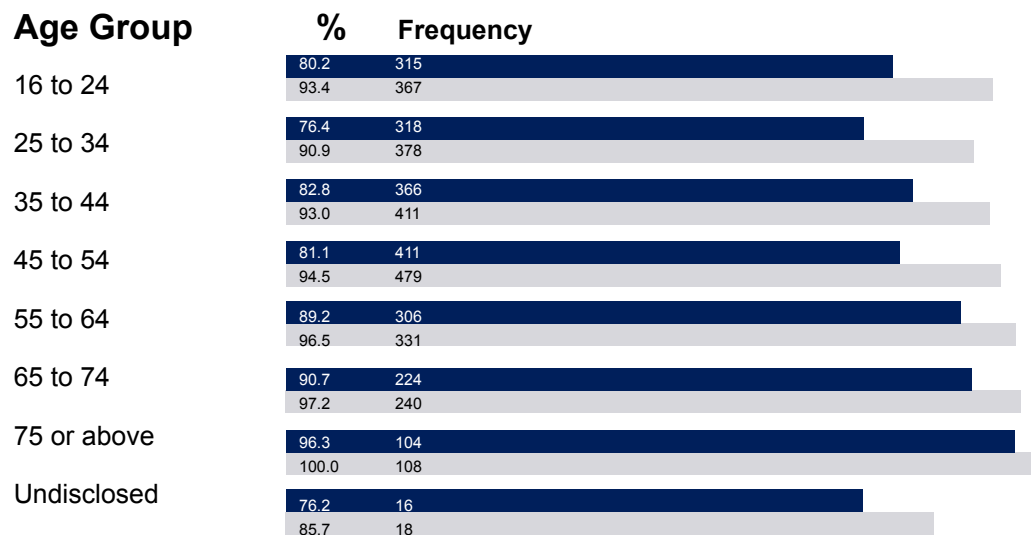 Age Group % Frequency
80.2 315
16 to 24
93.4 367
76.4 318
25 to 34
90.9 378
82.8 366
35 to 44
93.0 411
81.1 411
45 to 54
94.5 479
89.2 306
55 to 64
96.5 331
65 to 74
90.7 224
97.2 240
75 or above
96.3 104
100.0 108
Undisclosed
76.2 16
85.7 18